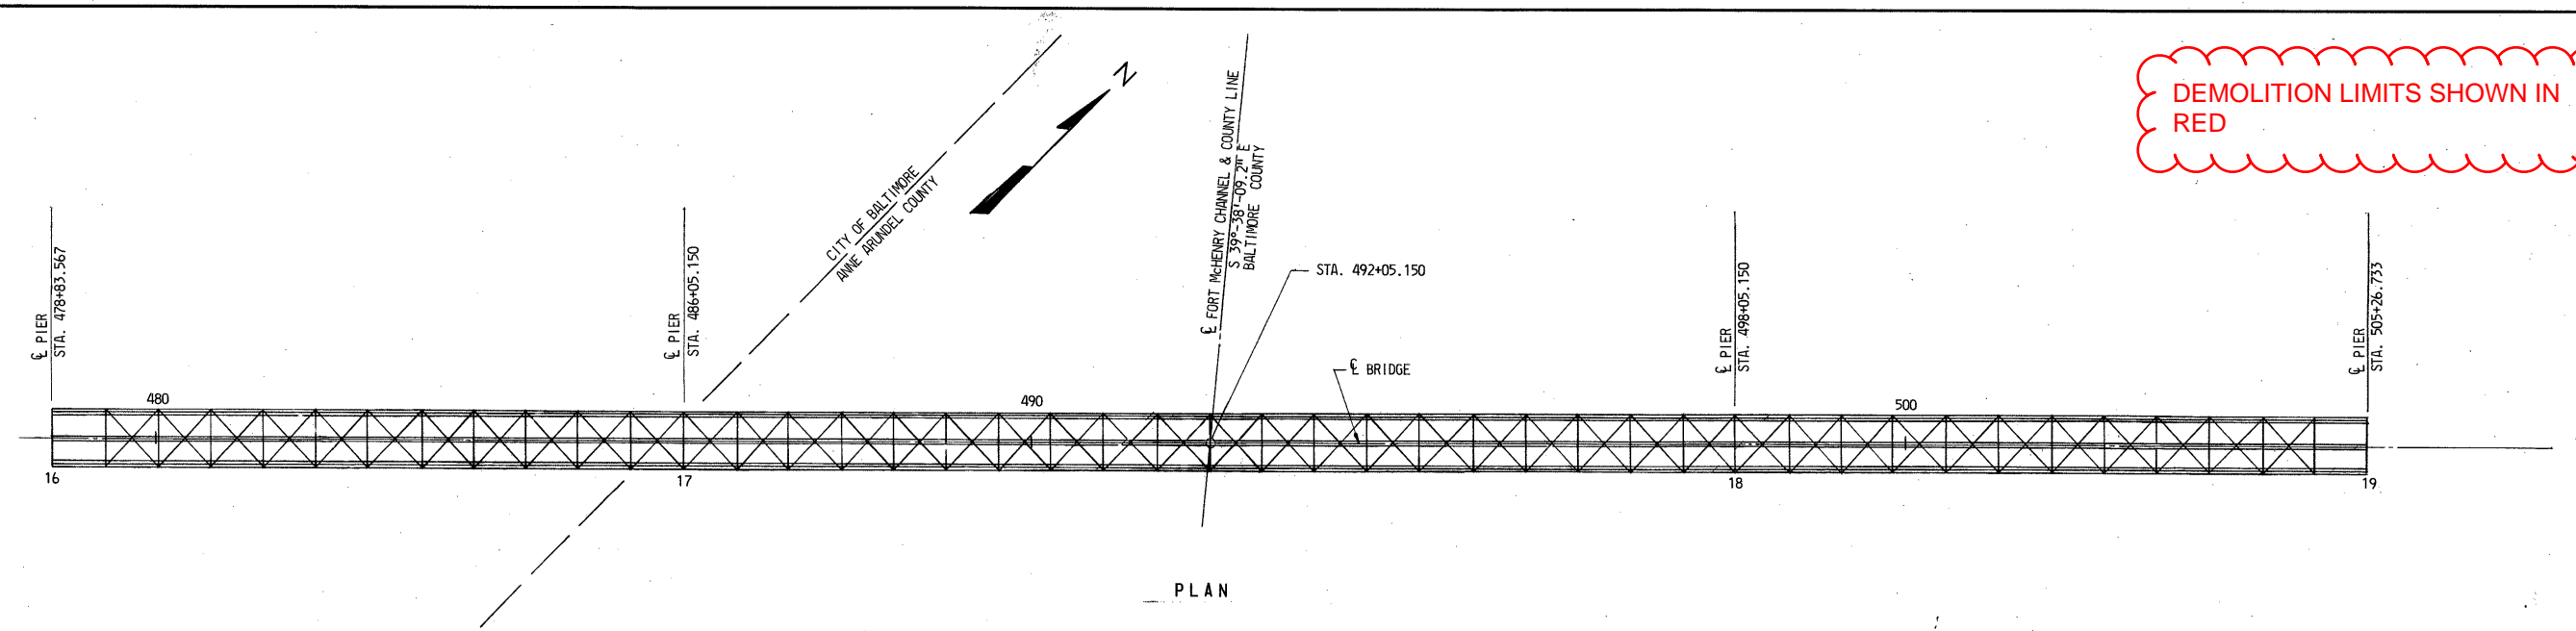 DEMOLITION LIMITS SHOWN IN
RED
N
CITY OF BALTIMORE
ANNE ARUNDEL COUNTY
℄ FORT McHENRY CHANNEL & COUNTY LINE
S 39°-38'-09.2" E
BALTIMORE COUNTY
STA. 492+05.150
℄ PIER
STA. 478+83.567
℄ PIER
STA. 486+05.150
℄ PIER
STA. 498+05.150
℄ PIER
STA. 505+26.733
℄ BRIDGE
480
490
500
16
17
18
19
PLAN